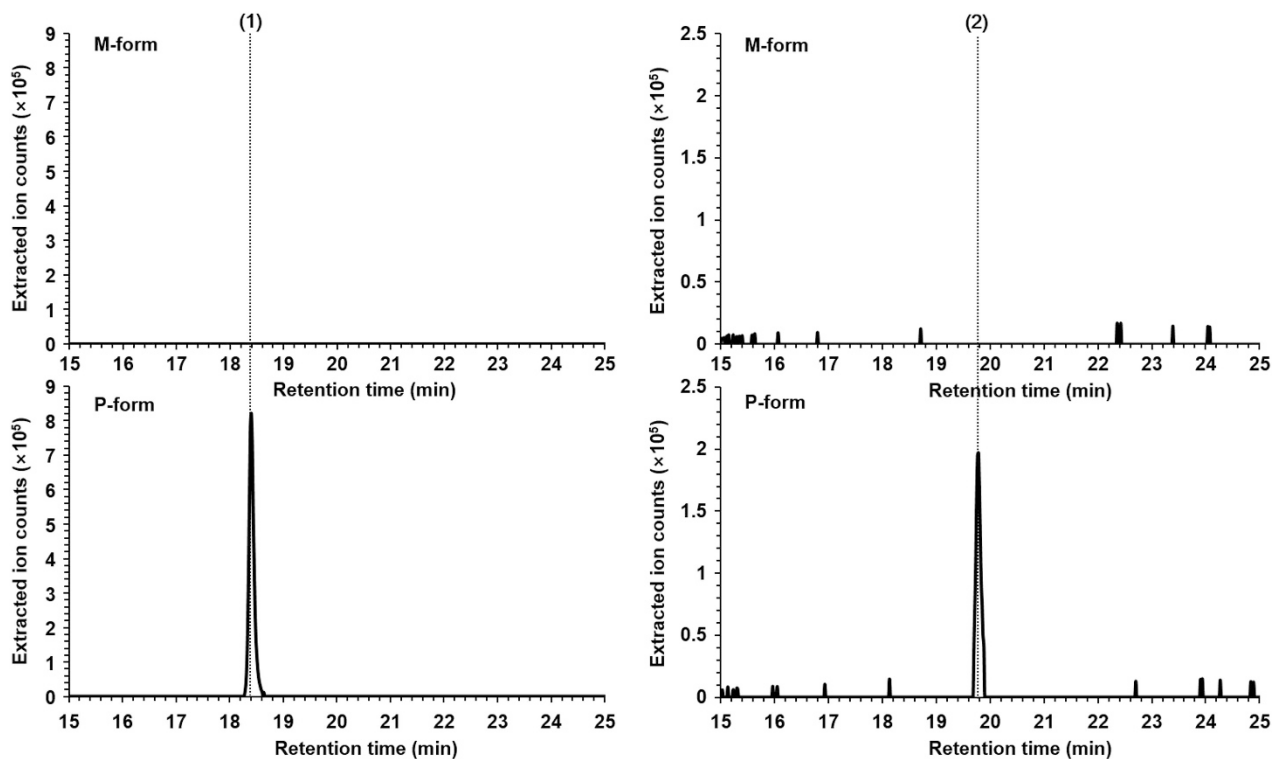 (1)
M-form
Extracted ion counts (×10⁵)
9
8
7
6
5
4
3
2
1
0
15 16 17 18 19 20 21 22 23 24 25
Retention time (min)
(2)
M-form
Extracted ion counts (×10⁵)
2.5
2
1.5
1
0.5
0
15 16 17 18 19 20 21 22 23 24 25
Retention time (min)
P-form
Extracted ion counts (×10⁵)
9
8
7
6
5
4
3
2
1
0
15 16 17 18 19 20 21 22 23 24 25
Retention time (min)
P-form
Extracted ion counts (×10⁵)
2.5
2
1.5
1
0.5
0
15 16 17 18 19 20 21 22 23 24 25
Retention time (min)